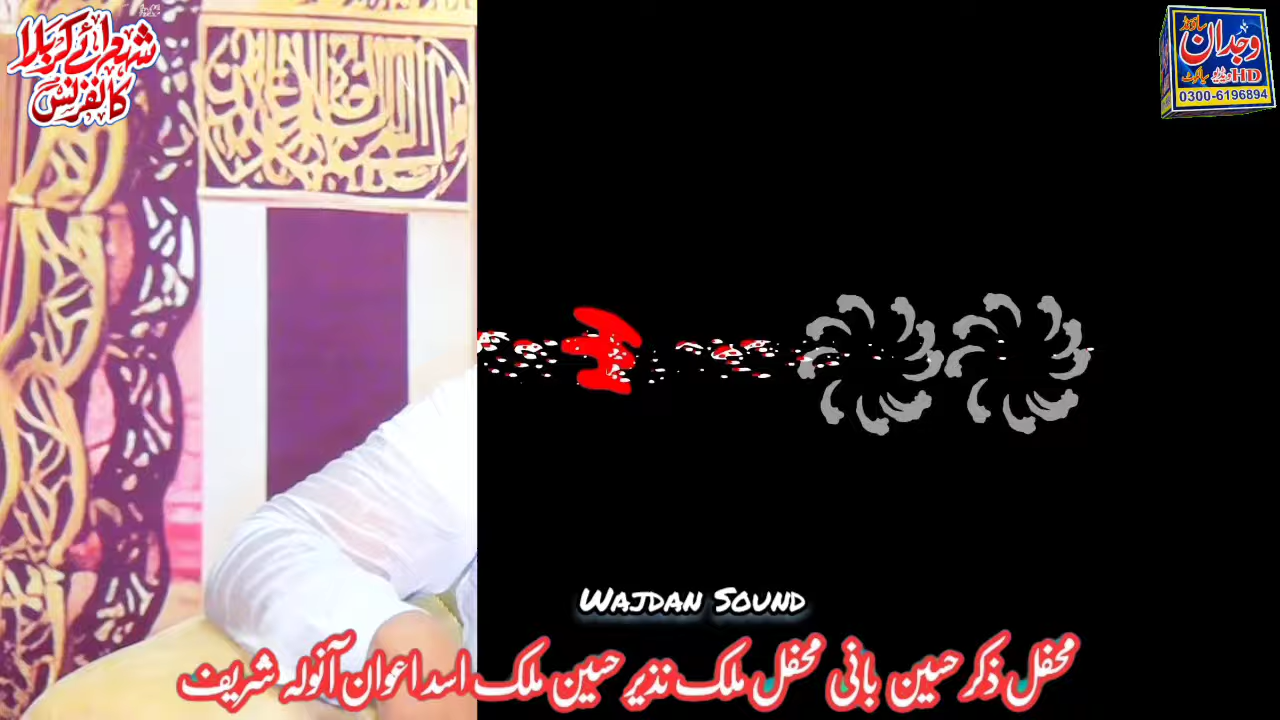 شہدائے کربلا
کانفرنس
وجدان
ساؤنڈ
HD ویڈیو
0300-6196894
WAJDAN SOUND
محفل ذکر حسین بانی محفل ملک نذیر حسین ملک اسد اعوان آنولہ شریف